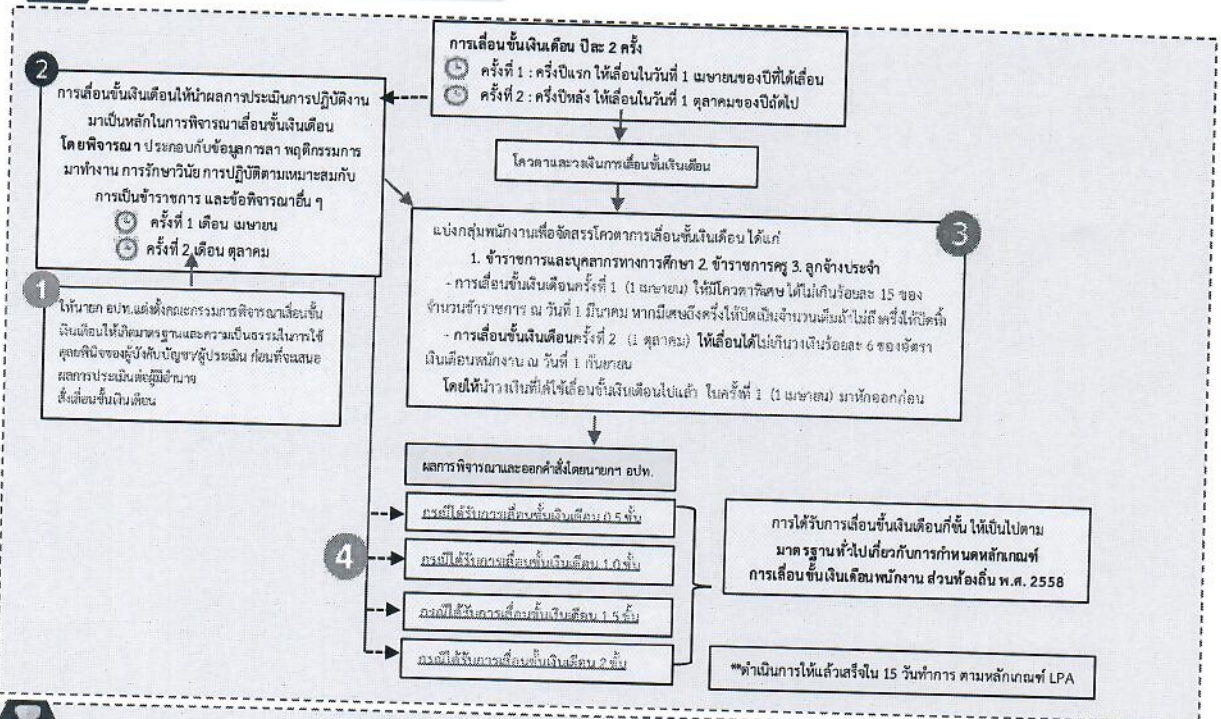 การเลื่อนขั้นเงินเดือน ปีละ 2 ครั้ง
ครั้งที่ 1 : ครึ่งปีแรก ให้เลื่อนในวันที่ 1 เมษายนของปีที่ได้เลื่อน
ครั้งที่ 2 : ครึ่งปีหลัง ให้เลื่อนในวันที่ 1 ตุลาคมของปีถัดไป
โควตาและวงเงินการเลื่อนขั้นเงินเดือน
2
การเลื่อนขั้นเงินเดือนให้นำผลการประเมินการปฏิบัติงาน
มาเป็นหลักในการพิจารณาเลื่อนขั้นเงินเดือน
โดยพิจารณา ประกอบกับข้อมูลการลา พฤติกรรมการ
มาทำงาน การรักษาวินัย การปฏิบัติตามเหมาะสมกับ
การเป็นข้าราชการ และข้อพิจารณาอื่น ๆ
ครั้งที่ 1 เดือน เมษายน
ครั้งที่ 2 เดือน ตุลาคม
1
ให้นายก อปท.แต่งตั้งคณะกรรมการพิจารณาเลื่อนขั้น
เงินเดือนให้เกิดมาตรฐานและความเป็นธรรมในการใช้
ดุลยพินิจของผู้บังคับบัญชา/ผู้ประเมิน ก่อนที่จะเสนอ
ผลการประเมินต่อผู้มีอำนาจ
สั่งเลื่อนขั้นเงินเดือน
3
แบ่งกลุ่มพนักงานเพื่อจัดสรรโควตาการเลื่อนขั้นเงินเดือน ได้แก่
1. ข้าราชการและบุคลากรทางการศึกษา 2. ข้าราชการครู 3. ลูกจ้างประจำ
- การเลื่อนขั้นเงินเดือนครั้งที่ 1 (1 เมษายน) ให้มีโควตาพิเศษ ได้ไม่เกินร้อยละ 15 ของ
จำนวนข้าราชการ ณ วันที่ 1 มีนาคม หากมีเศษถึงครึ่งให้ปัดเป็นจำนวนเต็มถ้าไม่ถึงครึ่งให้ปัดทิ้ง
- การเลื่อนขั้นเงินเดือนครั้งที่ 2 (1 ตุลาคม) ให้เลื่อนได้ไม่เกินวงเงินร้อยละ 6 ของอัตรา
เงินเดือนพนักงาน ณ วันที่ 1 กันยายน
โดยให้นำวงเงินที่ได้ใช้เลื่อนขั้นเงินเดือนไปแล้ว ในครั้งที่ 1 (1 เมษายน) มาหักออกก่อน
ผลการพิจารณาและออกคำสั่งโดยนายกฯ อปท.
4
กรณีได้รับการเลื่อนขั้นเงินเดือน 0.5 ขั้น
กรณีได้รับการเลื่อนขั้นเงินเดือน 1.0 ขั้น
กรณีได้รับการเลื่อนขั้นเงินเดือน 1.5 ขั้น
กรณีได้รับการเลื่อนขั้นเงินเดือน 2 ขั้น
การได้รับการเลื่อนขั้นเงินเดือนกี่ขั้น ให้เป็นไปตาม
มาตรฐานทั่วไปเกี่ยวกับการกำหนดหลักเกณฑ์
การเลื่อนขั้นเงินเดือนพนักงาน ส่วนท้องถิ่น พ.ศ. 2558
**ดำเนินการให้แล้วเสร็จใน 15 วันทำการ ตามหลักเกณฑ์ LPA